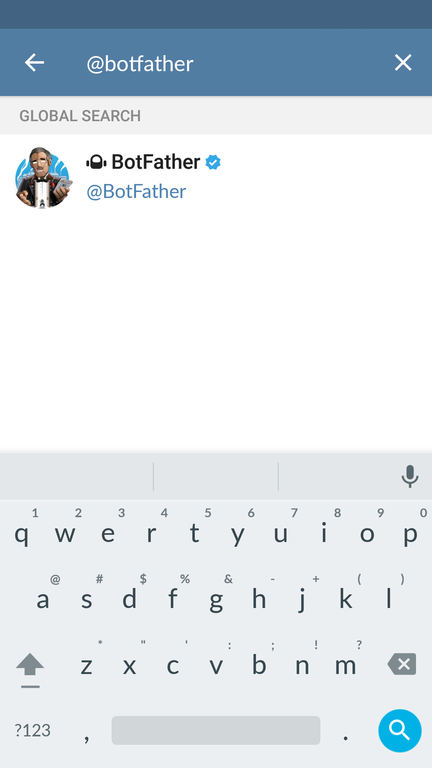 @botfather
GLOBAL SEARCH
BotFather
@BotFather
1 2 3 4 5 6 7 8 9 0
q w e r t y u i o p
@ # $ % & - + ( )
a s d f g h j k l
* " ' : ; ! ?
z x c v b n m
?123 , .